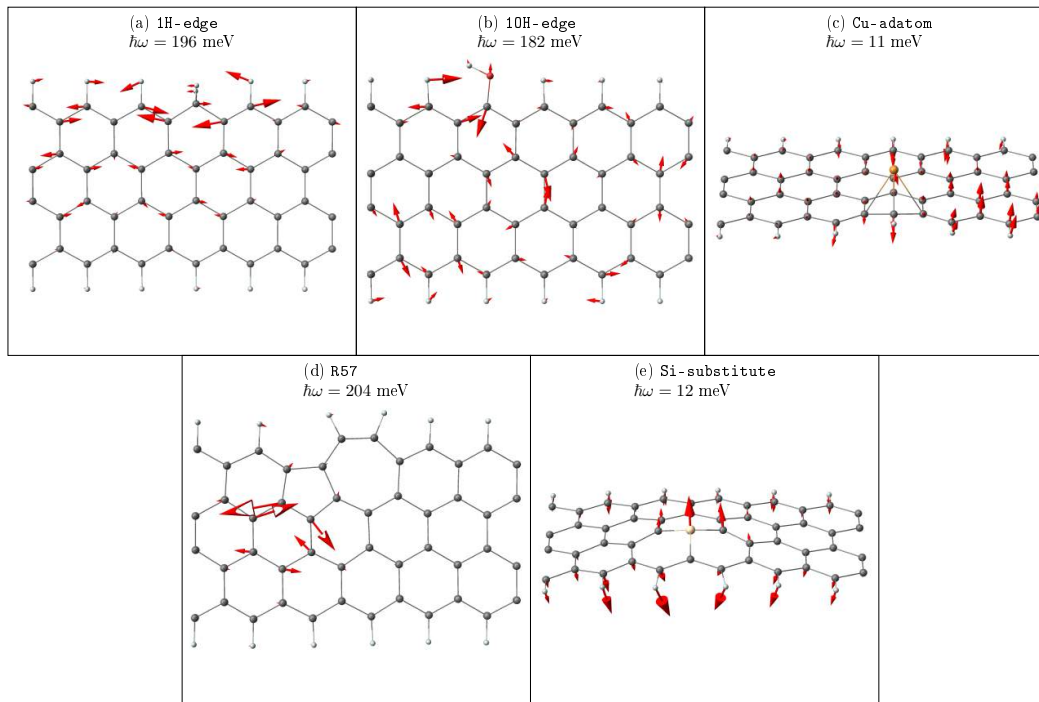 (a) 1H-edge
ℏω = 196 meV
(b) 1OH-edge
ℏω = 182 meV
(c) Cu-adatom
ℏω = 11 meV
(d) R57
ℏω = 204 meV
(e) Si-substitute
ℏω = 12 meV